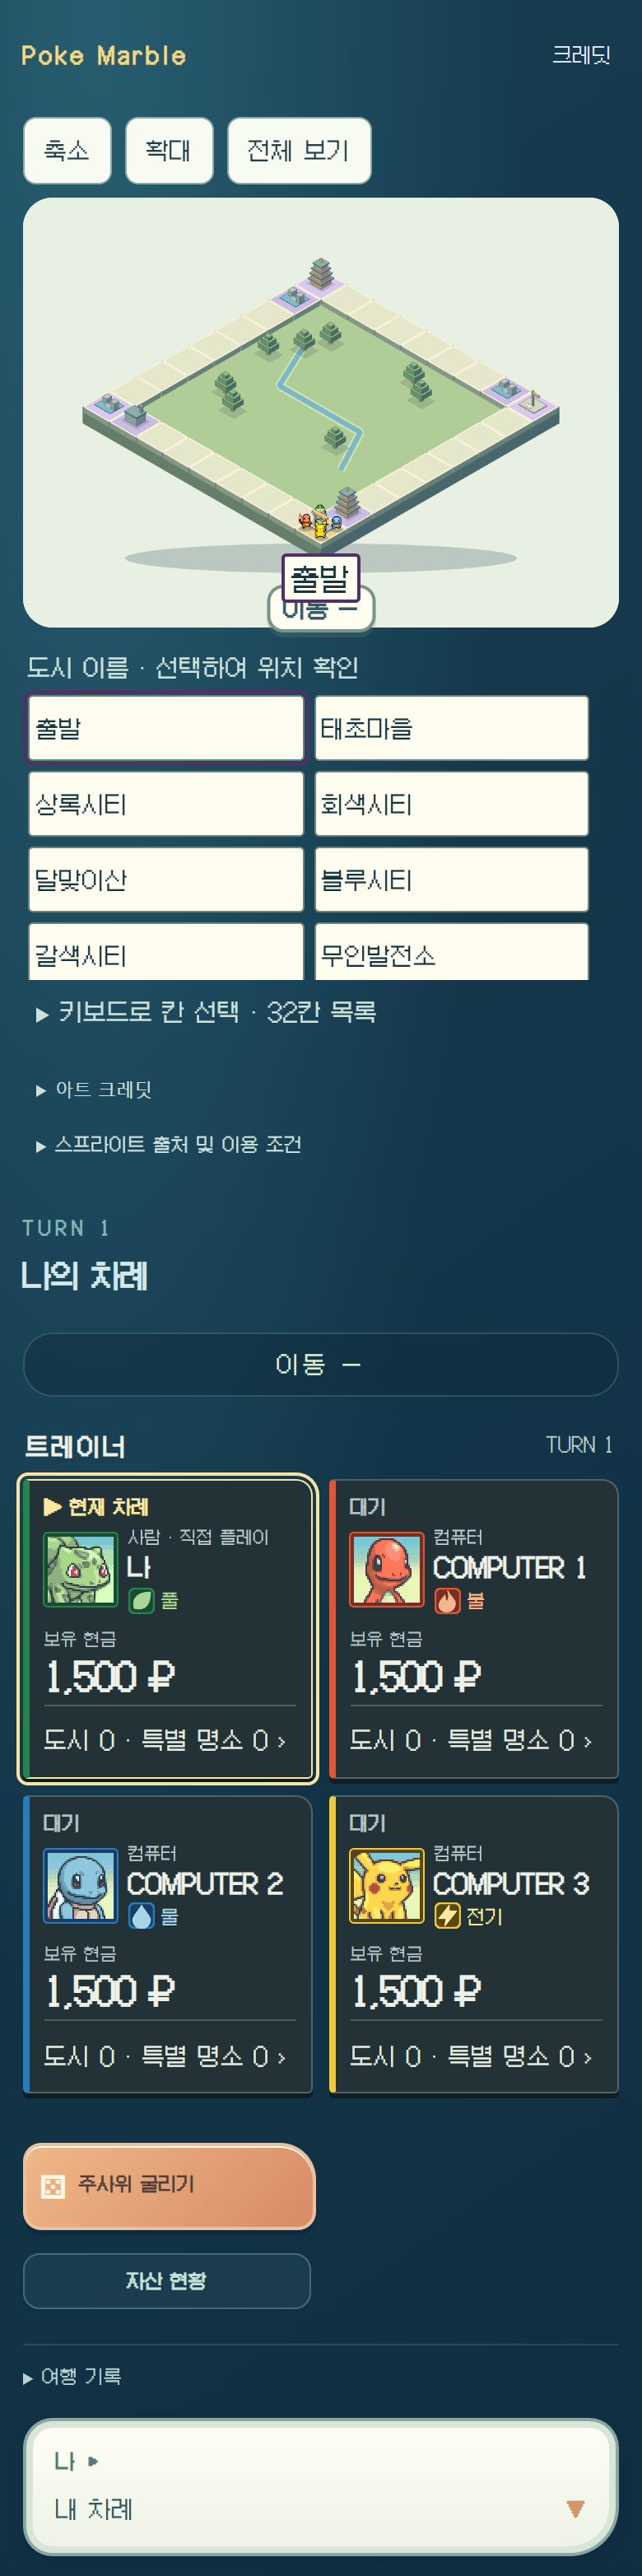 Poke Marble
크레딧
축소
확대
전체 보기
출발
이동 —
도시 이름 · 선택하여 위치 확인
출발
태초마을
상록시티
회색시티
달맞이산
블루시티
갈색시티
무인발전소
▶ 키보드로 칸 선택 · 32칸 목록
▶ 아트 크레딧
▶ 스프라이트 출처 및 이용 조건
TURN 1
나의 차례
이동 —
트레이너
TURN 1
▶ 현재 차례
사람 · 직접 플레이
나
풀
보유 현금
1,500 ₽
도시 0 · 특별 명소 0 ›
대기
컴퓨터
COMPUTER 1
불
보유 현금
1,500 ₽
도시 0 · 특별 명소 0 ›
대기
컴퓨터
COMPUTER 2
물
보유 현금
1,500 ₽
도시 0 · 특별 명소 0 ›
대기
컴퓨터
COMPUTER 3
전기
보유 현금
1,500 ₽
도시 0 · 특별 명소 0 ›
주사위 굴리기
자산 현황
▶ 여행 기록
나 ▶
내 차례